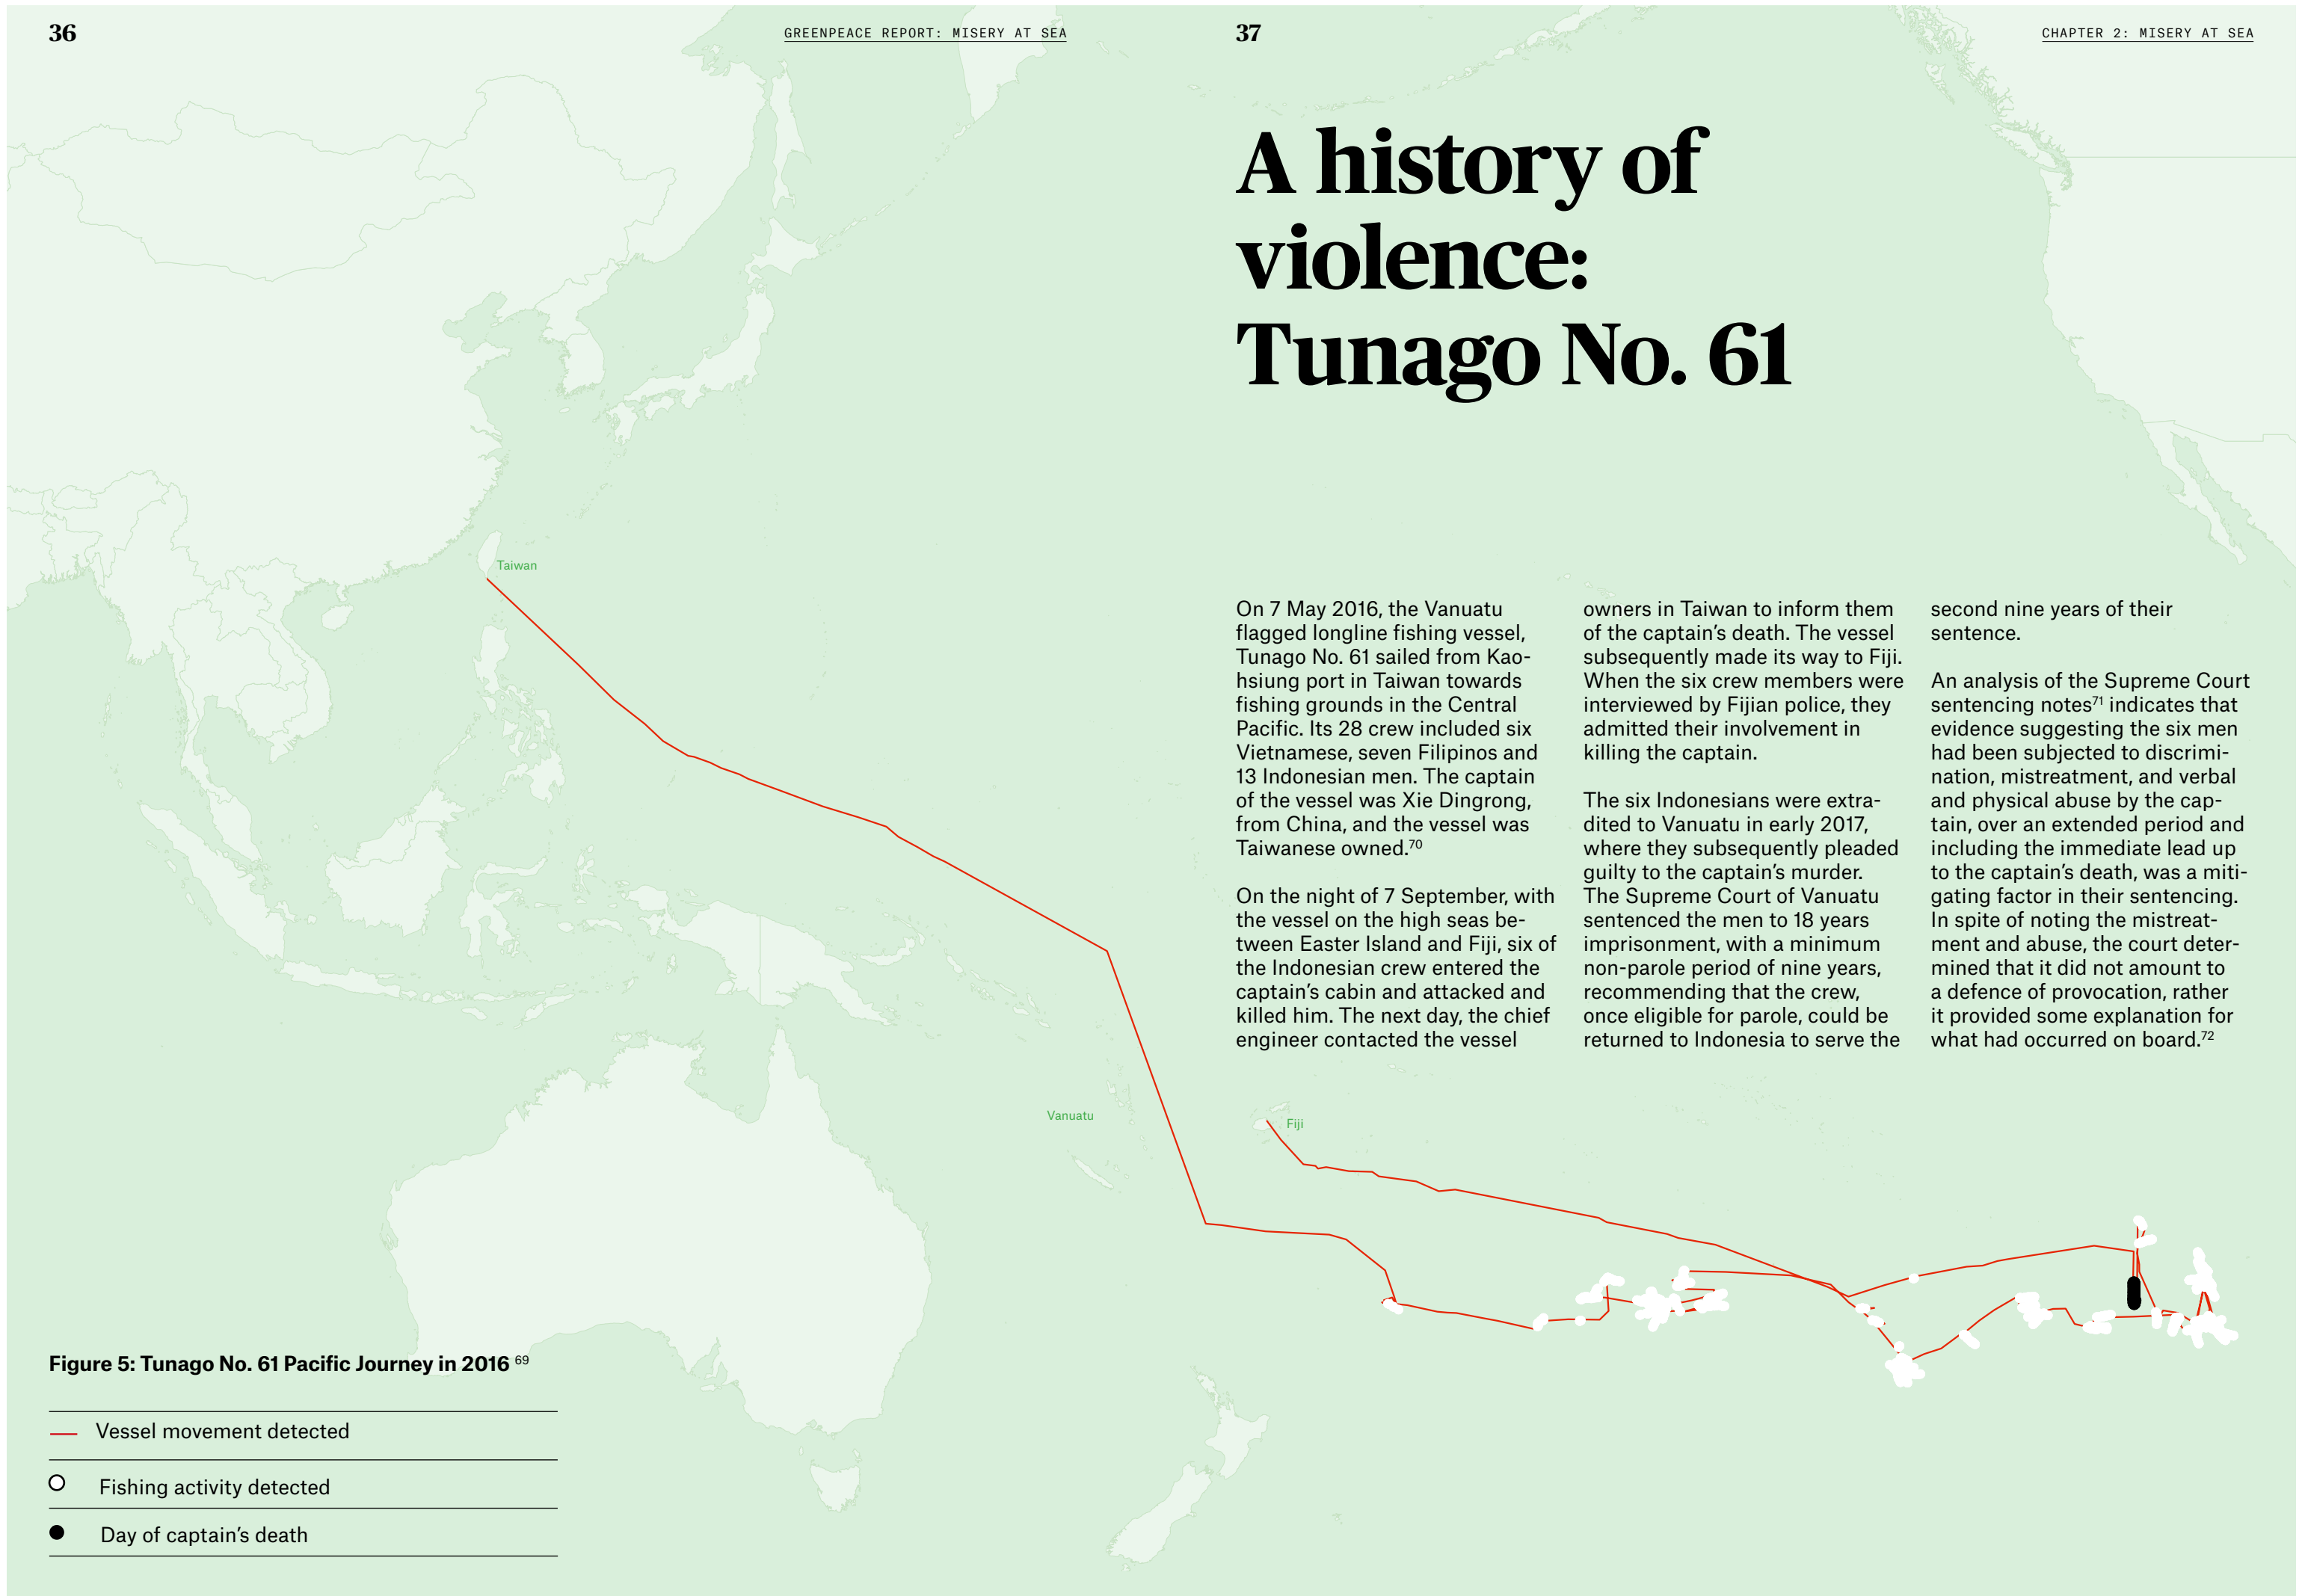 36
GREENPEACE REPORT: MISERY AT SEA
37
CHAPTER 2: MISERY AT SEA
A history of
violence:
Tunago No. 61
On 7 May 2016, the Vanuatu
flagged longline fishing vessel,
Tunago No. 61 sailed from Kao-
hsiung port in Taiwan towards
fishing grounds in the Central
Pacific. Its 28 crew included six
Vietnamese, seven Filipinos and
13 Indonesian men. The captain
of the vessel was Xie Dingrong,
from China, and the vessel was
Taiwanese owned.70
On the night of 7 September, with
the vessel on the high seas be-
tween Easter Island and Fiji, six of
the Indonesian crew entered the
captain’s cabin and attacked and
killed him. The next day, the chief
engineer contacted the vessel
owners in Taiwan to inform them
of the captain’s death. The vessel
subsequently made its way to Fiji.
When the six crew members were
interviewed by Fijian police, they
admitted their involvement in
killing the captain.
The six Indonesians were extra-
dited to Vanuatu in early 2017,
where they subsequently pleaded
guilty to the captain’s murder.
The Supreme Court of Vanuatu
sentenced the men to 18 years
imprisonment, with a minimum
non-parole period of nine years,
recommending that the crew,
once eligible for parole, could be
returned to Indonesia to serve the
second nine years of their
sentence.
An analysis of the Supreme Court
sentencing notes71 indicates that
evidence suggesting the six men
had been subjected to discrimi-
nation, mistreatment, and verbal
and physical abuse by the cap-
tain, over an extended period and
including the immediate lead up
to the captain’s death, was a miti-
gating factor in their sentencing.
In spite of noting the mistreat-
ment and abuse, the court deter-
mined that it did not amount to
a defence of provocation, rather
it provided some explanation for
what had occurred on board.72
Taiwan
Vanuatu
Fiji
Figure 5: Tunago No. 61 Pacific Journey in 2016 69
Vessel movement detected
Fishing activity detected
Day of captain’s death